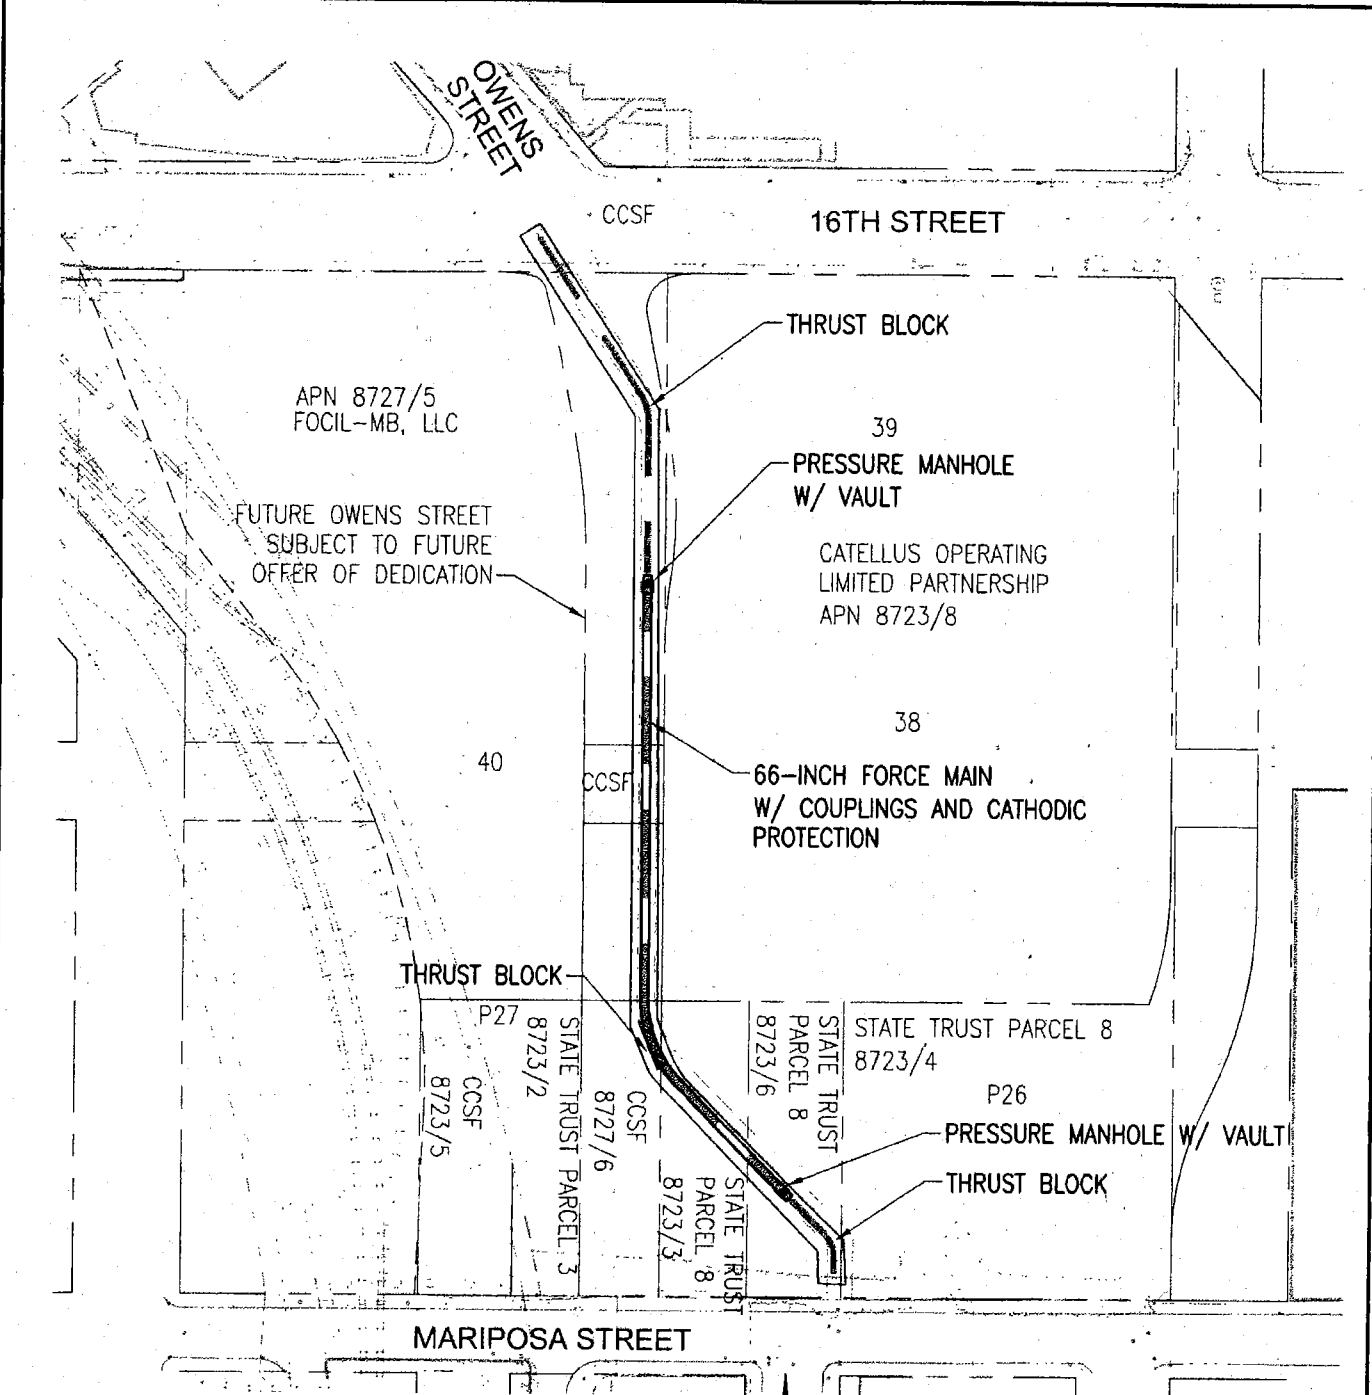 OWENS
STREET
CCSF
16TH STREET
THRUST BLOCK
APN 8727/5
FOCIL-MB, LLC
39
PRESSURE MANHOLE
W/ VAULT
FUTURE OWENS STREET
SUBJECT TO FUTURE
OFFER OF DEDICATION
CATELLUS OPERATING
LIMITED PARTNERSHIP
APN 8723/8
38
40
CCSF
66-INCH FORCE MAIN
W/ COUPLINGS AND CATHODIC
PROTECTION
THRUST BLOCK
P27
CCSF
8723/5
STATE TRUST PARCEL 3
8723/2
CCSF
8727/6
STATE TRUST
PARCEL 8
8723/3
STATE TRUST
PARCEL 8
8723/6
STATE TRUST PARCEL 8
8723/4
P26
PRESSURE MANHOLE W/ VAULT
THRUST BLOCK
MARIPOSA STREET